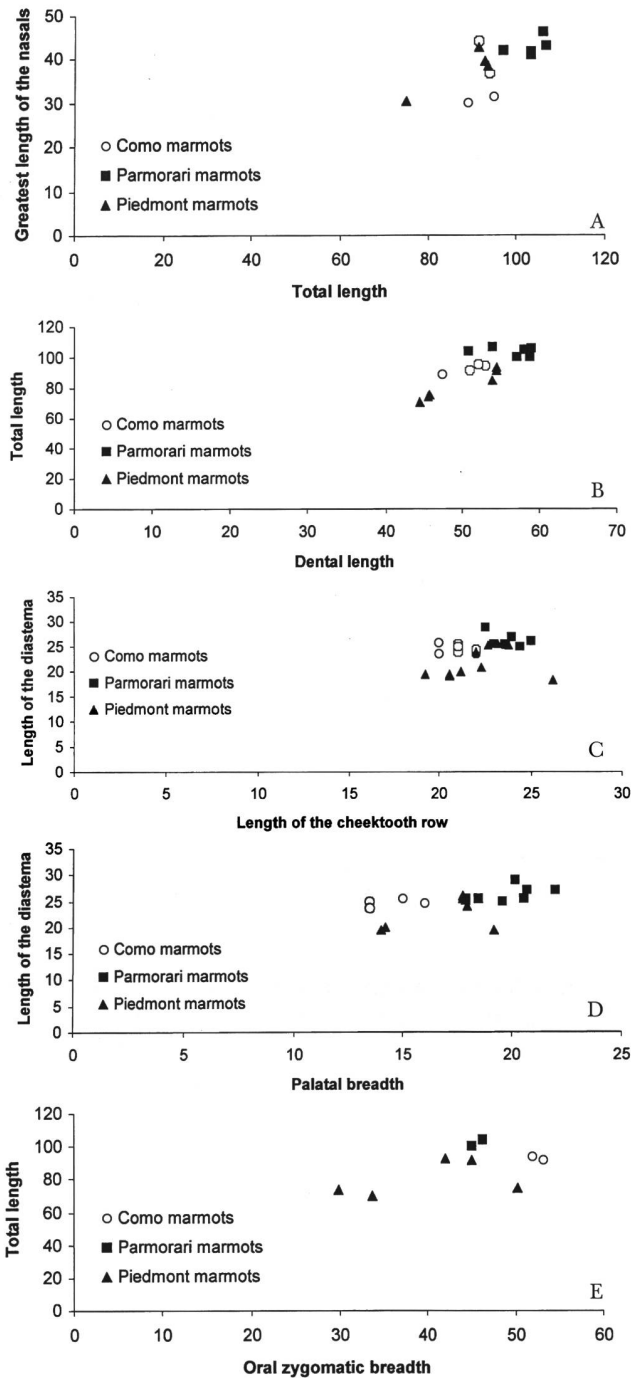 50
40
30
20
10
0
Greatest length of the nasals
○ Como marmots
■ Parmorari marmots
▲ Piedmont marmots
A
0 20 40 60 80 100 120
Total length
120
100
80
60
40
20
0
Total length
○ Como marmots
■ Parmorari marmots
▲ Piedmont marmots
B
0 10 20 30 40 50 60 70
Dental length
35
30
25
20
15
10
5
0
Length of the diastema
○ Como marmots
■ Parmorari marmots
▲ Piedmont marmots
C
0 5 10 15 20 25 30
Length of the cheektooth row
35
30
25
20
15
10
5
0
Length of the diastema
○ Como marmots
■ Parmorari marmots
▲ Piedmont marmots
D
0 5 10 15 20 25
Palatal breadth
120
100
80
60
40
20
0
Total length
○ Como marmots
■ Parmorari marmots
▲ Piedmont marmots
E
0 10 20 30 40 50 60
Oral zygomatic breadth